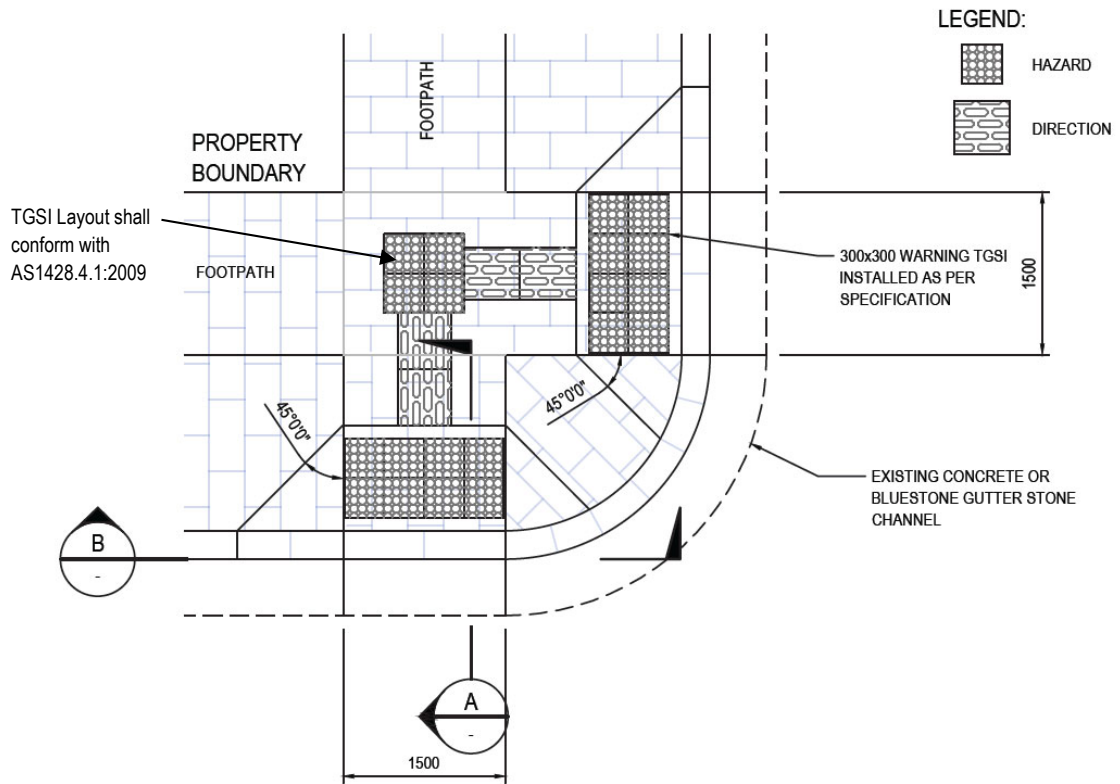 LEGEND:
HAZARD
DIRECTION
FOOTPATH
PROPERTY
BOUNDARY
TGSI Layout shall
conform with
AS1428.4.1:2009
FOOTPATH
300x300 WARNING TGSI
INSTALLED AS PER
SPECIFICATION
1500
45°0'0"
45°0'0"
EXISTING CONCRETE OR
BLUESTONE GUTTER STONE
CHANNEL
B
-
A
-
1500